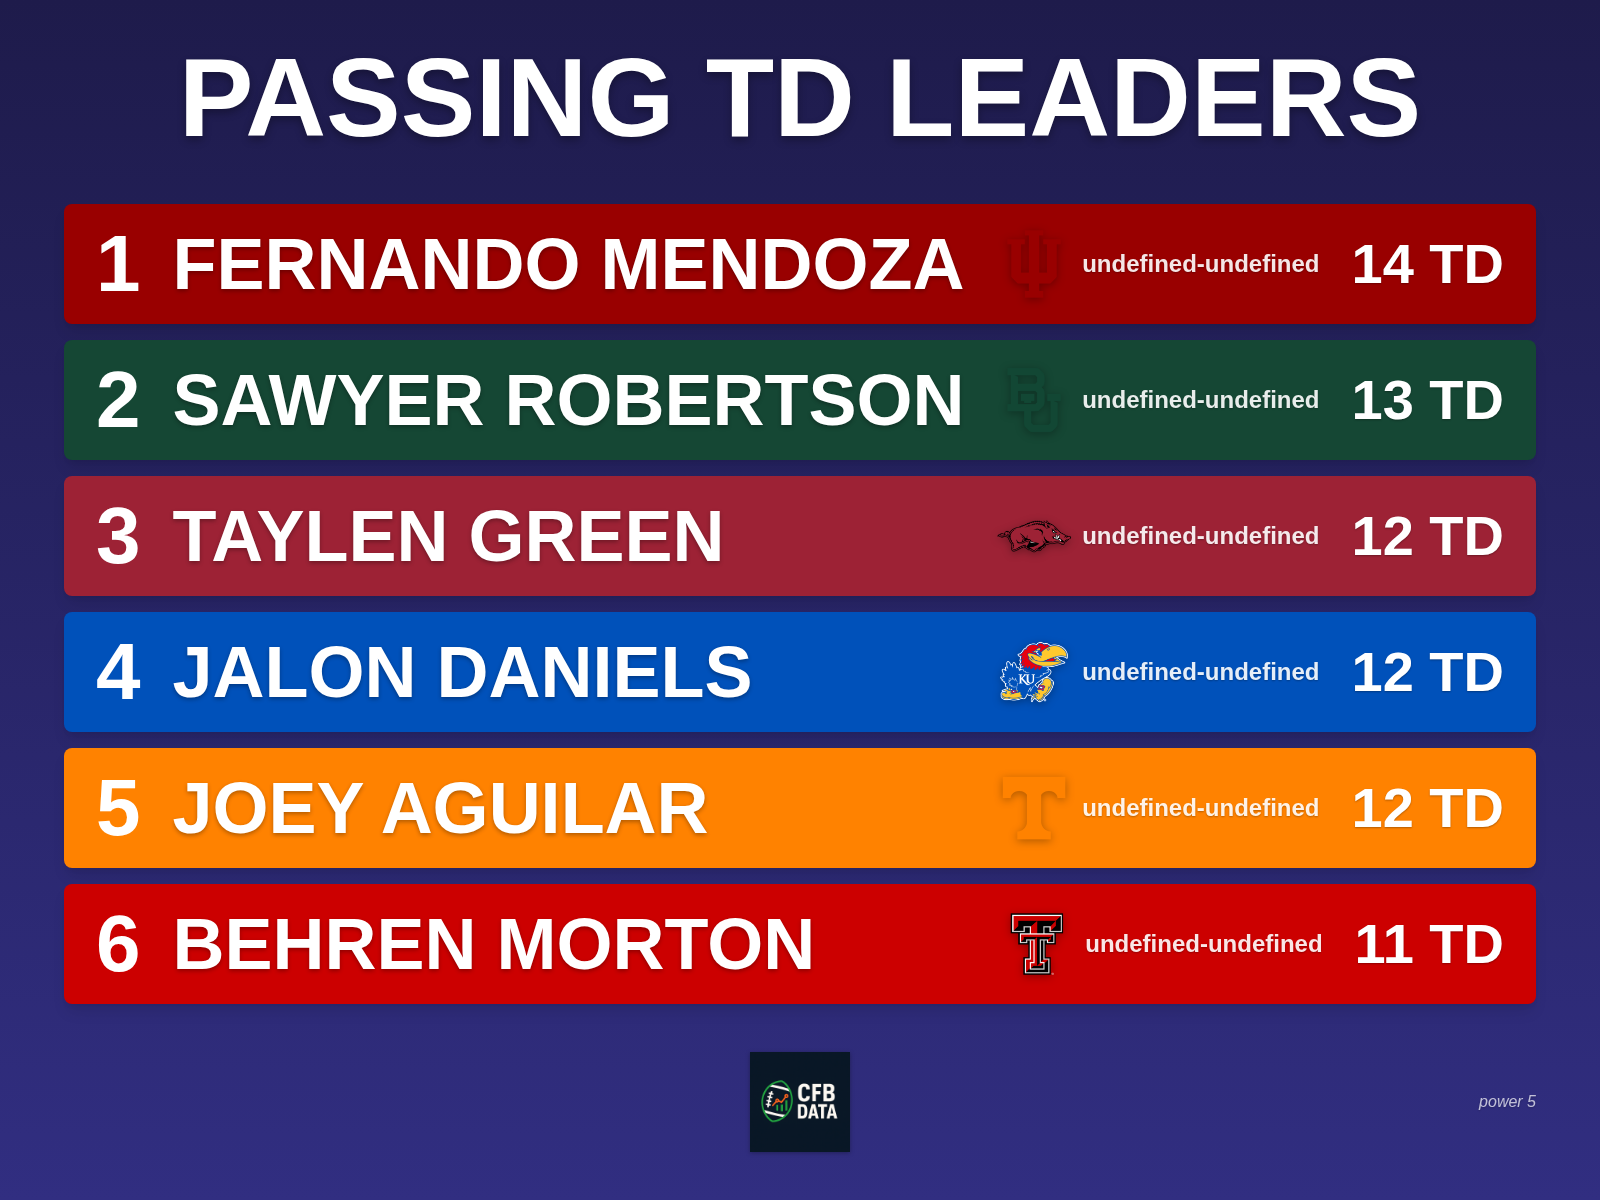 PASSING TD LEADERS
1 FERNANDO MENDOZA undefined-undefined 14 TD
2 SAWYER ROBERTSON BU undefined-undefined 13 TD
3 TAYLEN GREEN undefined-undefined 12 TD
4 JALON DANIELS KU undefined-undefined 12 TD
5 JOEY AGUILAR T undefined-undefined 12 TD
6 BEHREN MORTON TT undefined-undefined 11 TD
CFB
DATA
power 5